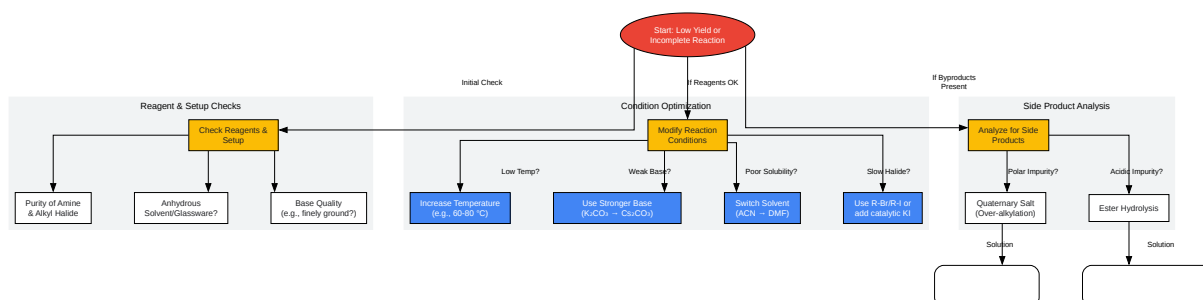 Start: Low Yield or
Incomplete Reaction
Initial Check
If Reagents OK
If Byproducts
Present
Reagent & Setup Checks
Condition Optimization
Side Product Analysis
Check Reagents &
Setup
Modify Reaction
Conditions
Analyze for Side
Products
Low Temp?
Weak Base?
Poor Solubility?
Slow Halide?
Polar Impurity?
Acidic Impurity?
Purity of Amine
& Alkyl Halide
Anhydrous
Solvent/Glassware?
Base Quality
(e.g., finely ground?)
Increase Temperature
(e.g., 60-80 °C)
Use Stronger Base
(K₂CO₃ → Cs₂CO₃)
Switch Solvent
(ACN → DMF)
Use R-Br/R-I or
add catalytic KI
Quaternary Salt
(Over-alkylation)
Ester Hydrolysis
Solution
Solution